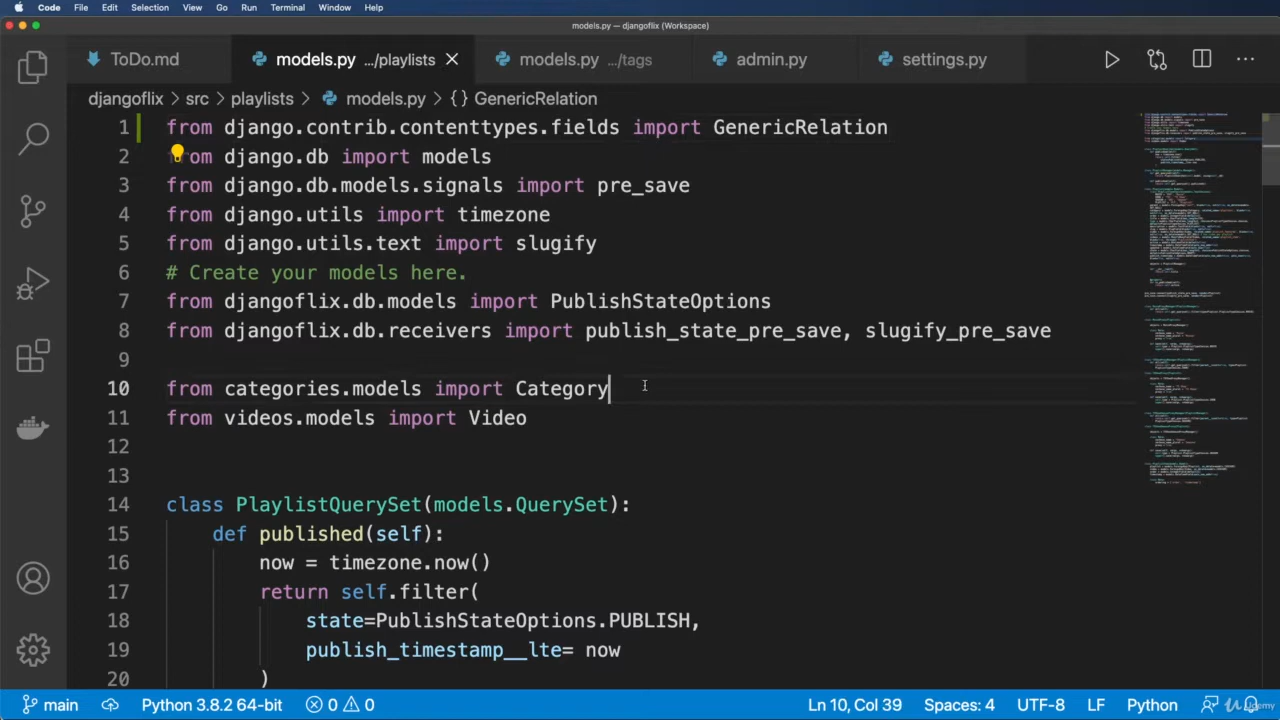 Code File Edit Selection View Go Run Terminal Window Help
models.py — djangoflix (Workspace)
ToDo.md models.py .../playlists models.py .../tags admin.py settings.py
djangoflix > src > playlists > models.py > {} GenericRelation
1 from django.contrib.contenttypes.fields import GenericRelation
2 from django.db import models
3 from django.db.models.signals import pre_save
4 from django.utils import timezone
5 from django.utils.text import slugify
6 # Create your models here.
7 from djangoflix.db.models import PublishStateOptions
8 from djangoflix.db.receivers import publish_state_pre_save, slugify_pre_save
9
10 from categories.models import Category
11 from videos.models import Video
12
13
14 class PlaylistQuerySet(models.QuerySet):
15 def published(self):
16 now = timezone.now()
17 return self.filter(
18 state=PublishStateOptions.PUBLISH,
19 publish_timestamp__lte= now
20 )
main Python 3.8.2 64-bit 0 0 Ln 10, Col 39 Spaces: 4 UTF-8 LF Python
Udemy